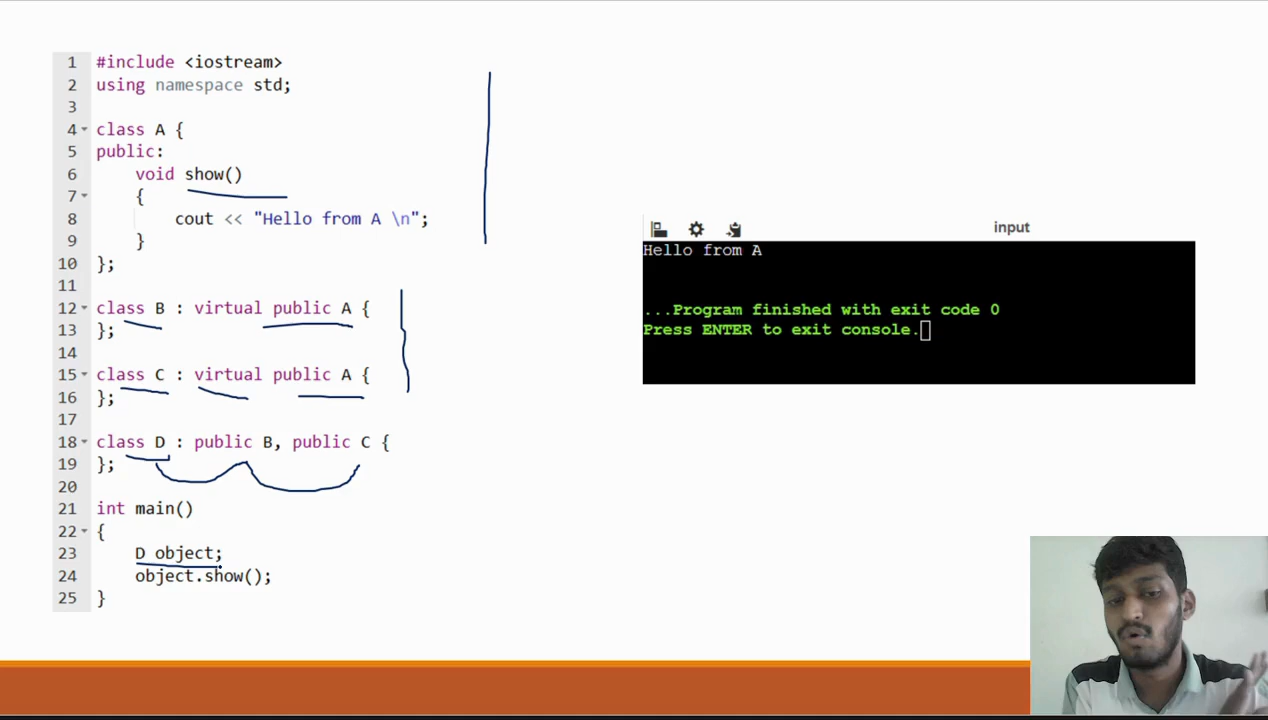 1 #include <iostream>
2 using namespace std;
3
4 class A {
5 public:
6     void show()
7     {
8         cout << "Hello from A \n";
9     }
10 };
11
12 class B : virtual public A {
13 };
14
15 class C : virtual public A {
16 };
17
18 class D : public B, public C {
19 };
20
21 int main()
22 {
23     D object;
24     object.show();
25 }
input
Hello from A
...Program finished with exit code 0
Press ENTER to exit console.